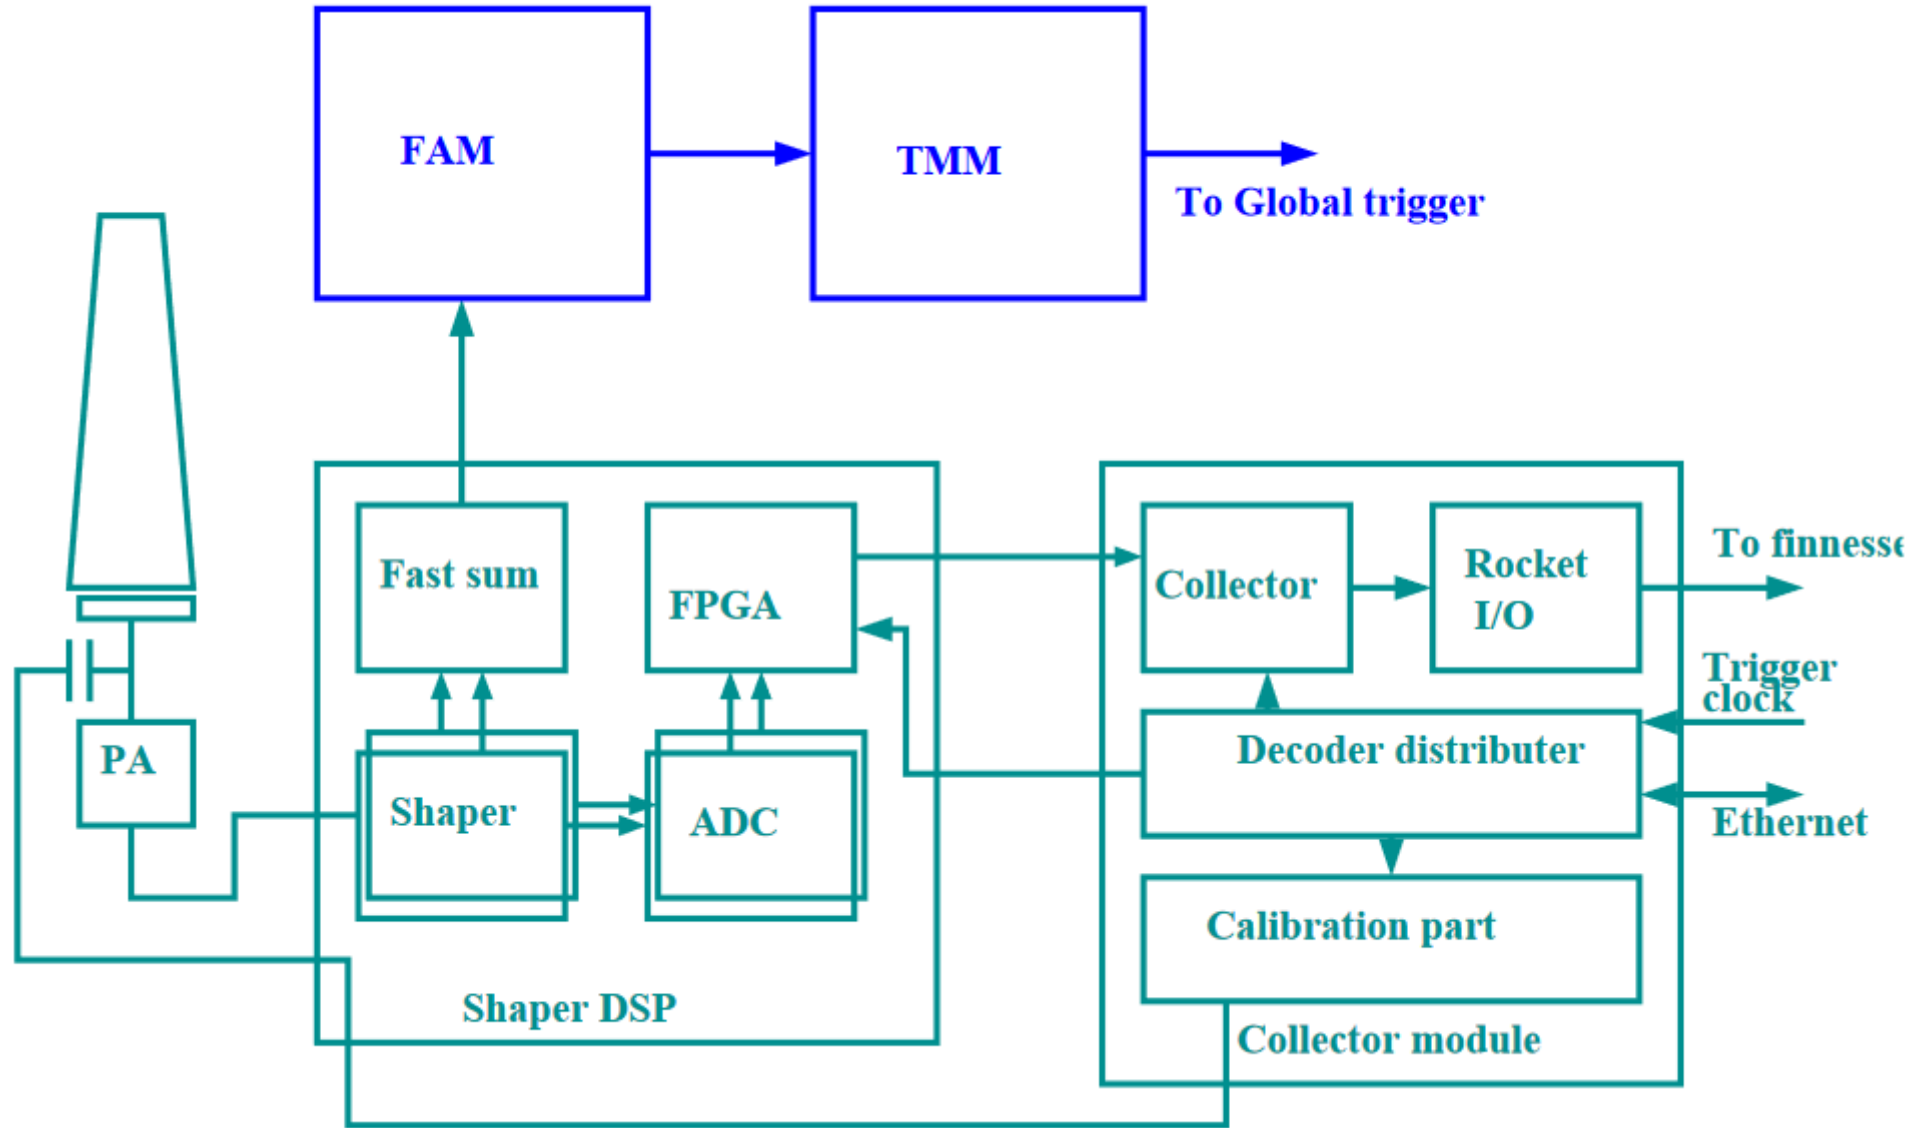 FAM
TMM
To Global trigger
Fast sum
FPGA
Collector
Rocket
I/O
To finnesse
Trigger
clock
PA
Shaper
ADC
Decoder distributer
Ethernet
Calibration part
Shaper DSP
Collector module